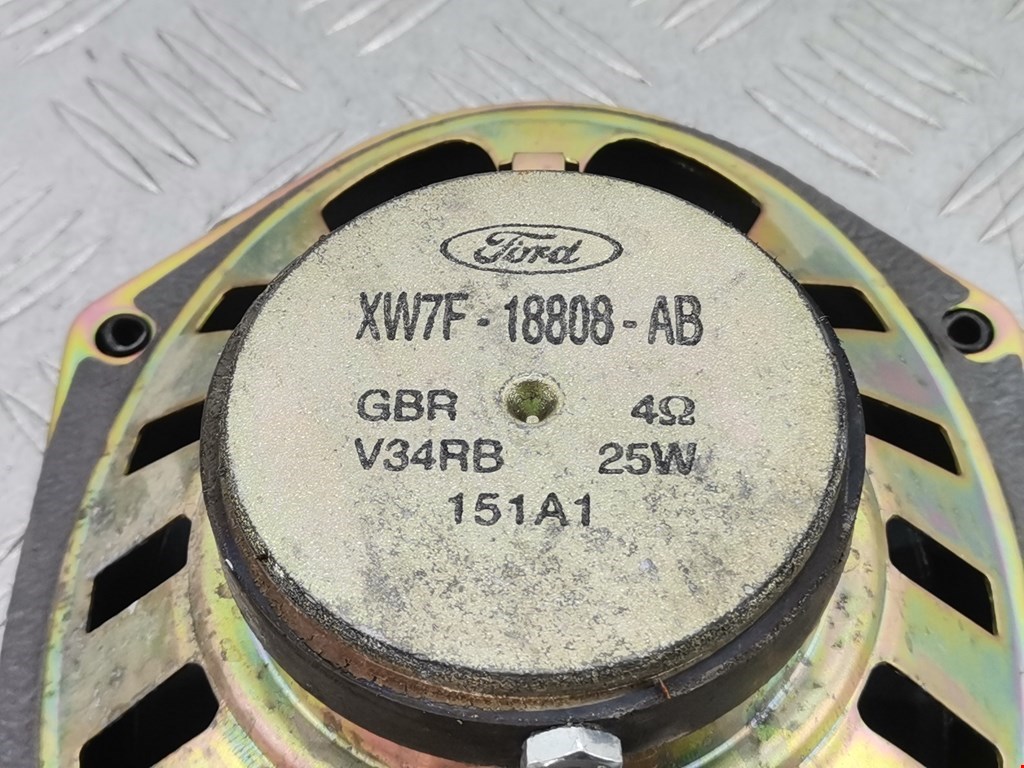 Ford
XW7F-18808-AB
GBR 4Ω
V34RB 25W
151A1